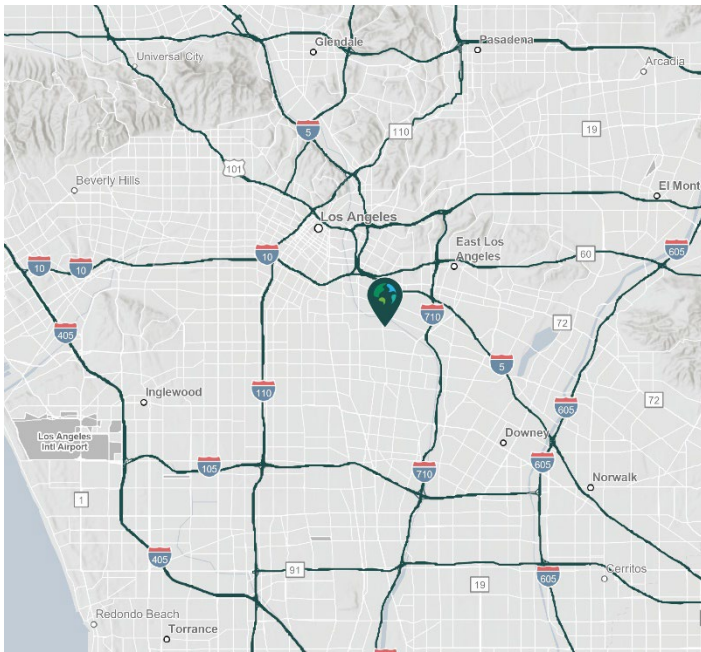 Glendale
Pasadena
Universal City
Arcadia
5
110
19
101
Beverly Hills
El Mont
Los Angeles
10
East Los
Angeles
605
60
10
10
710
72
405
5
Inglewood
110
72
605
Los Angeles
Intl Airport
Downey
105
710
605
Norwalk
1
405
91
19
605
Cerritos
Redondo Beach
Torrance